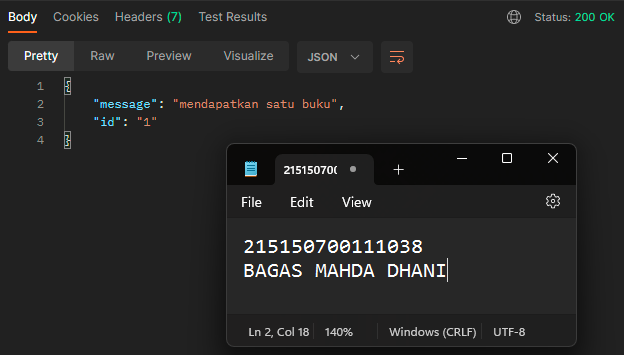 Body Cookies Headers (7) Test Results Status: 200 OK
Pretty Raw Preview Visualize JSON
1 {
2 "message": "mendapatkan satu buku",
3 "id": "1"
4 }
215150700
File Edit View
215150700111038
BAGAS MAHDA DHANI
Ln 2, Col 18 140% Windows (CRLF) UTF-8